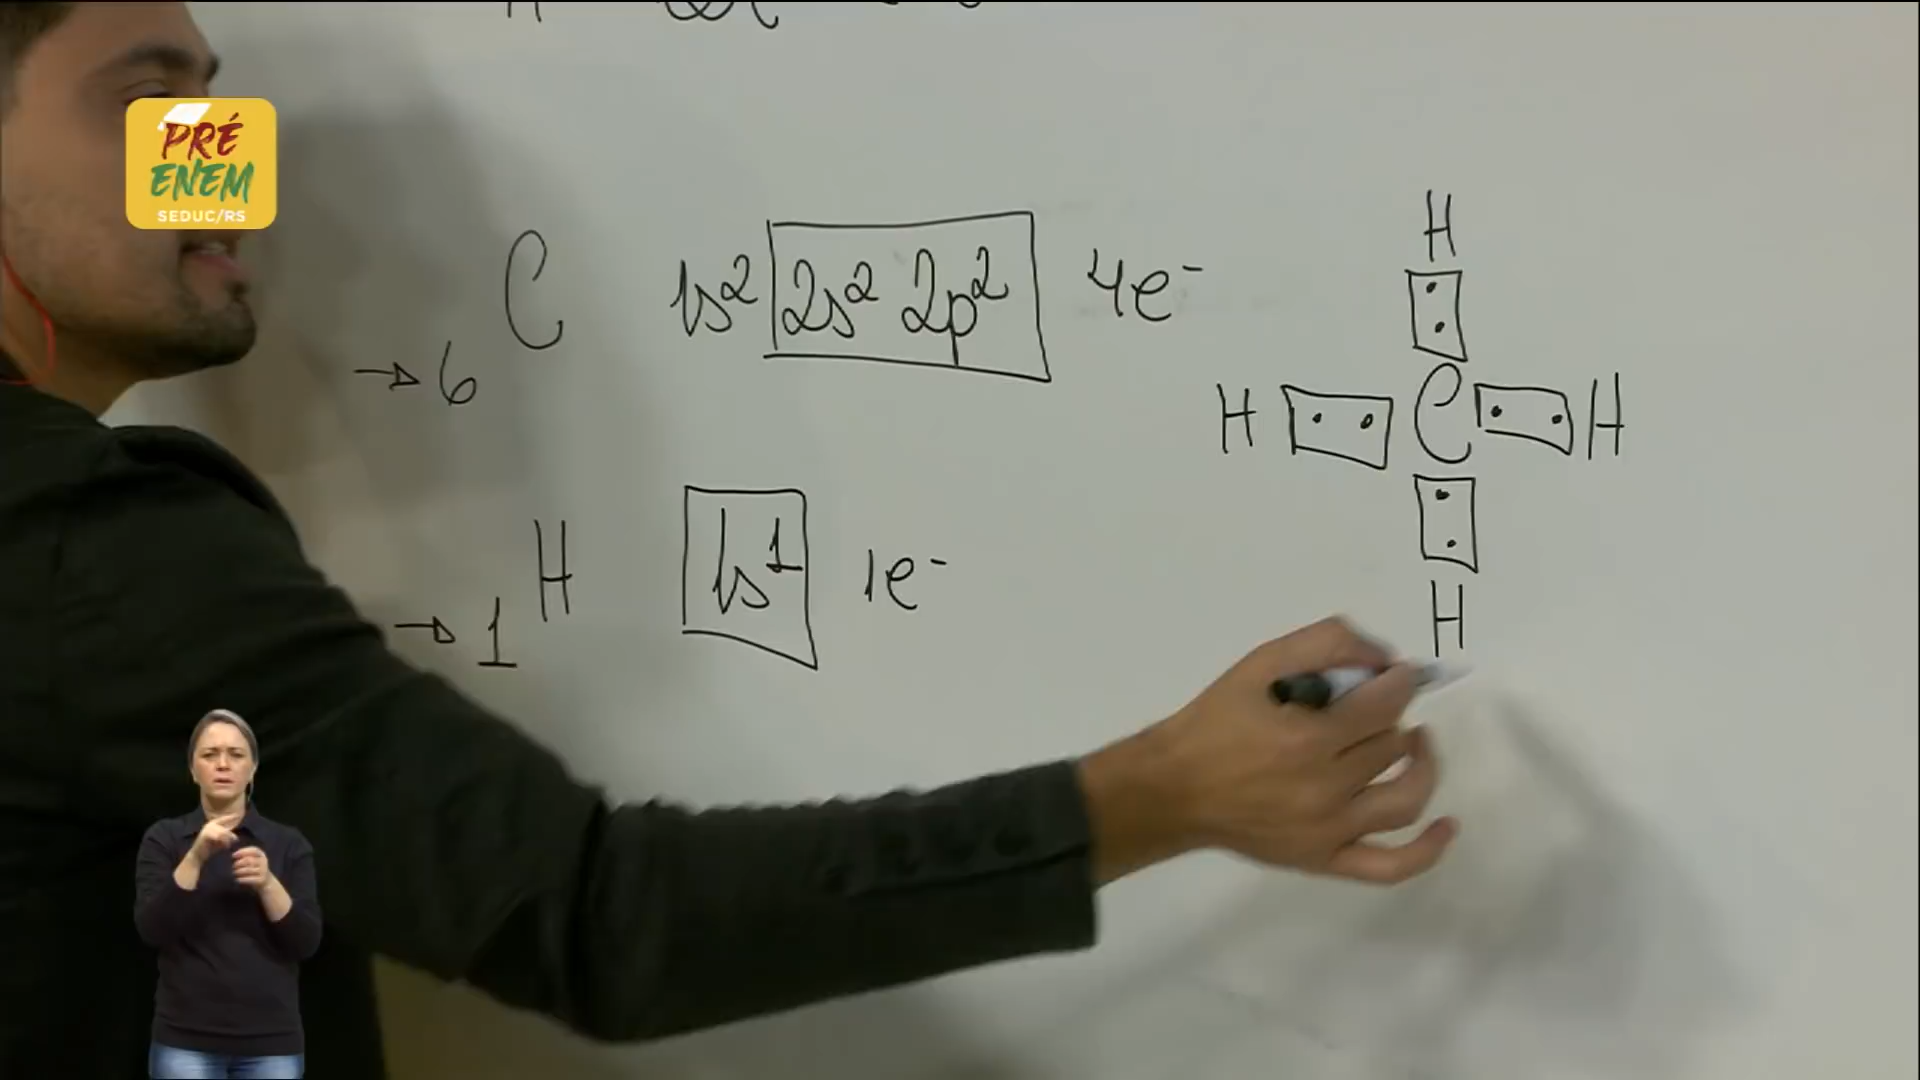 PRÉ
ENEM
SEDUC/RS
C 1s² 2s² 2p² 4e⁻
→ 6
H 1s¹ 1e⁻
→ 1
H
H C H
H